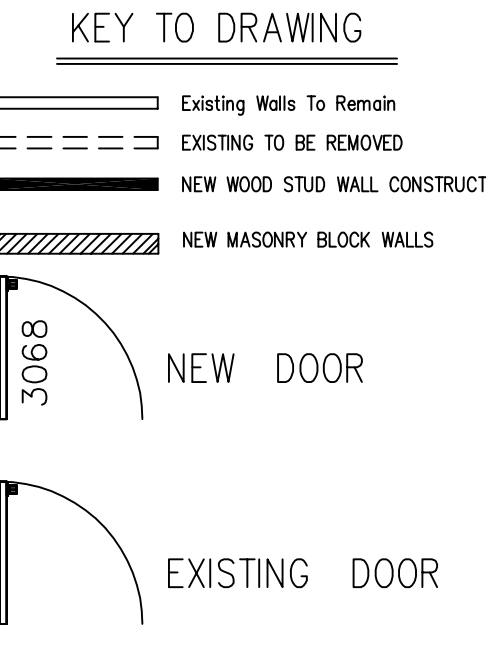 KEY TO DRAWING
Existing Walls To Remain
EXISTING TO BE REMOVED
NEW WOOD STUD WALL CONSTRUCT
NEW MASONRY BLOCK WALLS
3068
NEW DOOR
EXISTING DOOR